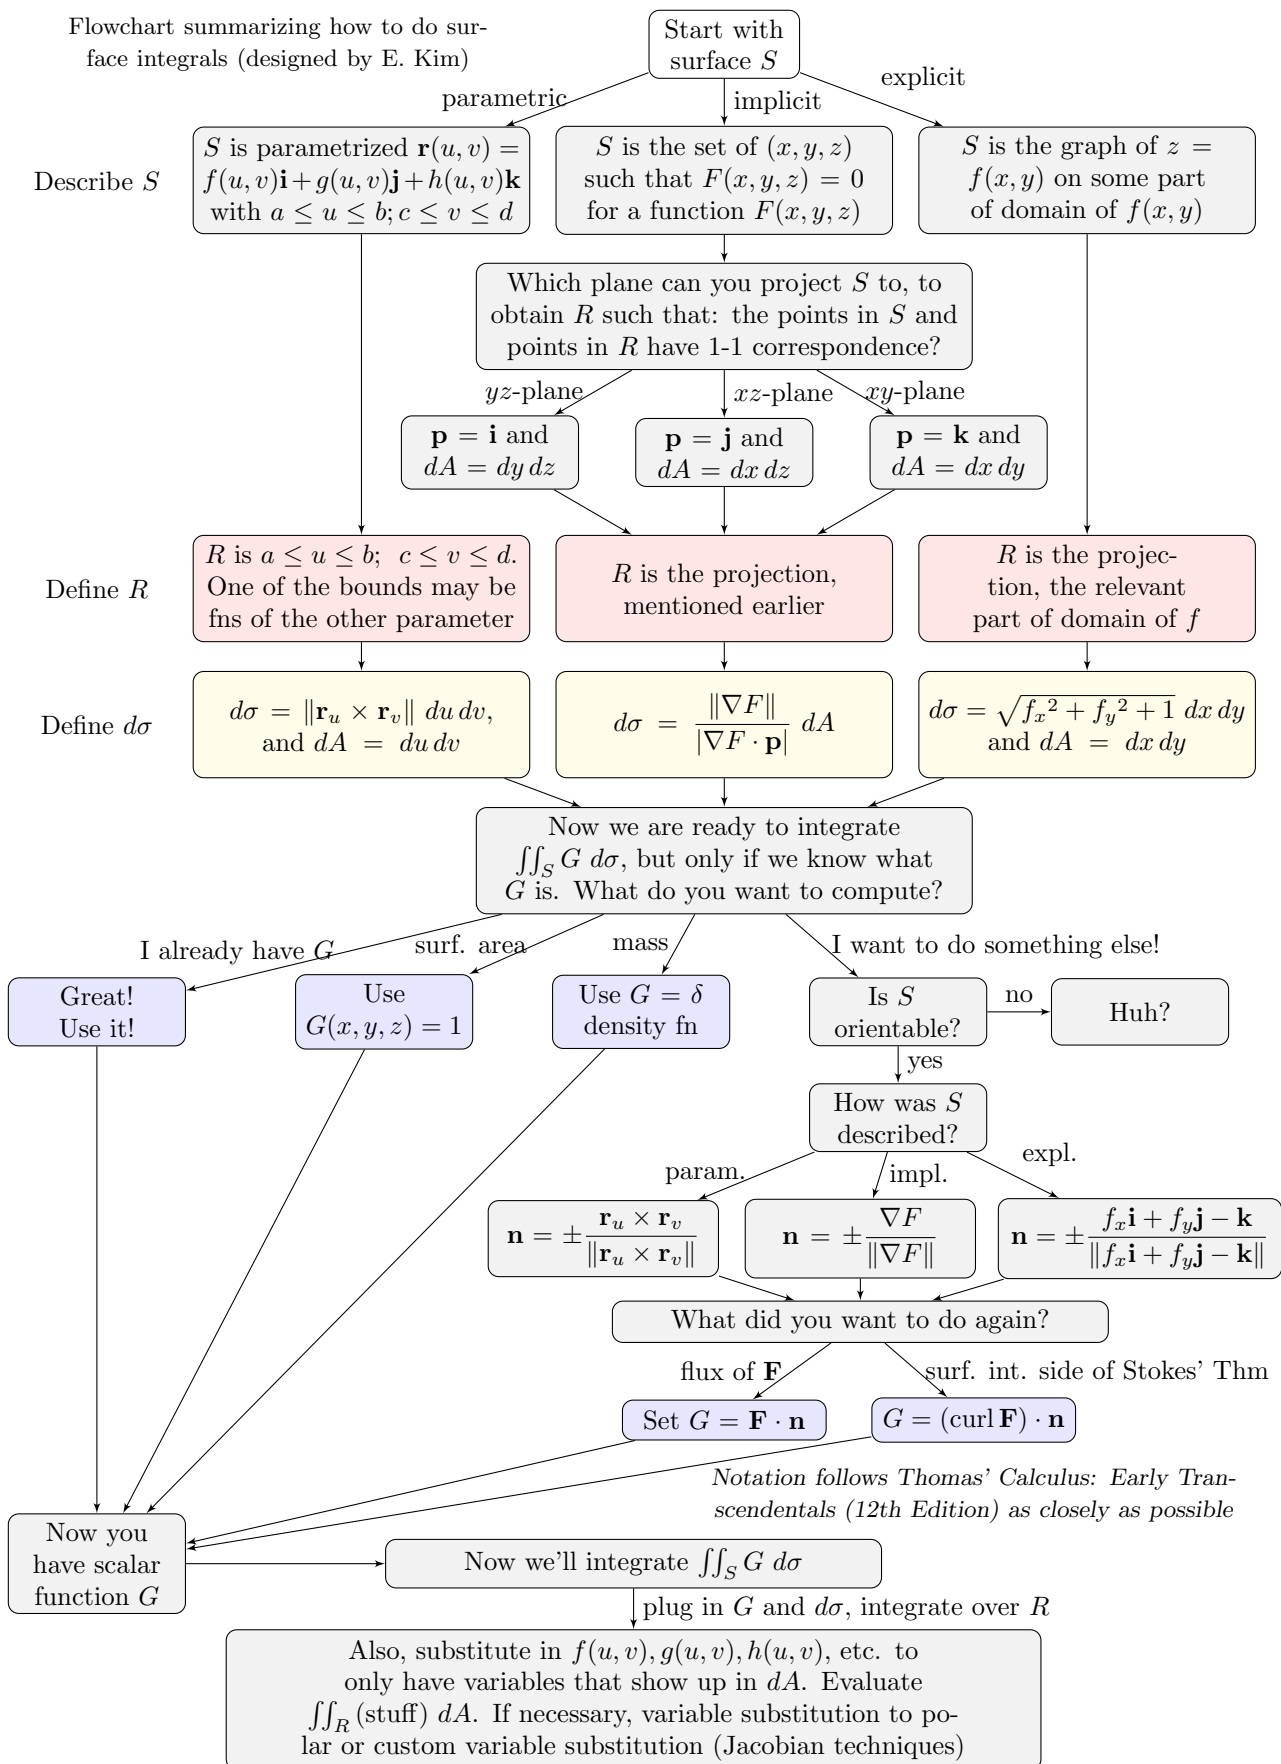 Flowchart summarizing how to do sur-
face integrals (designed by E. Kim)
Start with
surface S
parametric
implicit
explicit
Describe S
S is parametrized r(u, v) =
f(u, v)i+g(u, v)j+h(u, v)k
with a ≤ u ≤ b; c ≤ v ≤ d
S is the set of (x, y, z)
such that F(x, y, z) = 0
for a function F(x, y, z)
S is the graph of z =
f(x, y) on some part
of domain of f(x, y)
Which plane can you project S to, to
obtain R such that: the points in S and
points in R have 1-1 correspondence?
yz-plane
xz-plane
xy-plane
p = i and
dA = dy dz
p = j and
dA = dx dz
p = k and
dA = dx dy
Define R
R is a ≤ u ≤ b; c ≤ v ≤ d.
One of the bounds may be
fns of the other parameter
R is the projection,
mentioned earlier
R is the projec-
tion, the relevant
part of domain of f
Define dσ
dσ = ‖r_u × r_v‖ du dv,
and dA = du dv
dσ = ‖∇F‖ / |∇F · p| dA
dσ = √(f_x² + f_y² + 1) dx dy
and dA = dx dy
Now we are ready to integrate
∬_S G dσ, but only if we know what
G is. What do you want to compute?
I already have G
surf. area
mass
I want to do something else!
Great!
Use it!
Use
G(x, y, z) = 1
Use G = δ
density fn
Is S
orientable?
no
Huh?
yes
How was S
described?
param.
impl.
expl.
n = ± (r_u × r_v) / ‖r_u × r_v‖
n = ± ∇F / ‖∇F‖
n = ± (f_x i + f_y j − k) / ‖f_x i + f_y j − k‖
What did you want to do again?
flux of F
surf. int. side of Stokes' Thm
Set G = F · n
G = (curl F) · n
Notation follows Thomas' Calculus: Early Tran-
scendentals (12th Edition) as closely as possible
Now you
have scalar
function G
Now we'll integrate ∬_S G dσ
plug in G and dσ, integrate over R
Also, substitute in f(u, v), g(u, v), h(u, v), etc. to
only have variables that show up in dA. Evaluate
∬_R (stuff) dA. If necessary, variable substitution to po-
lar or custom variable substitution (Jacobian techniques)